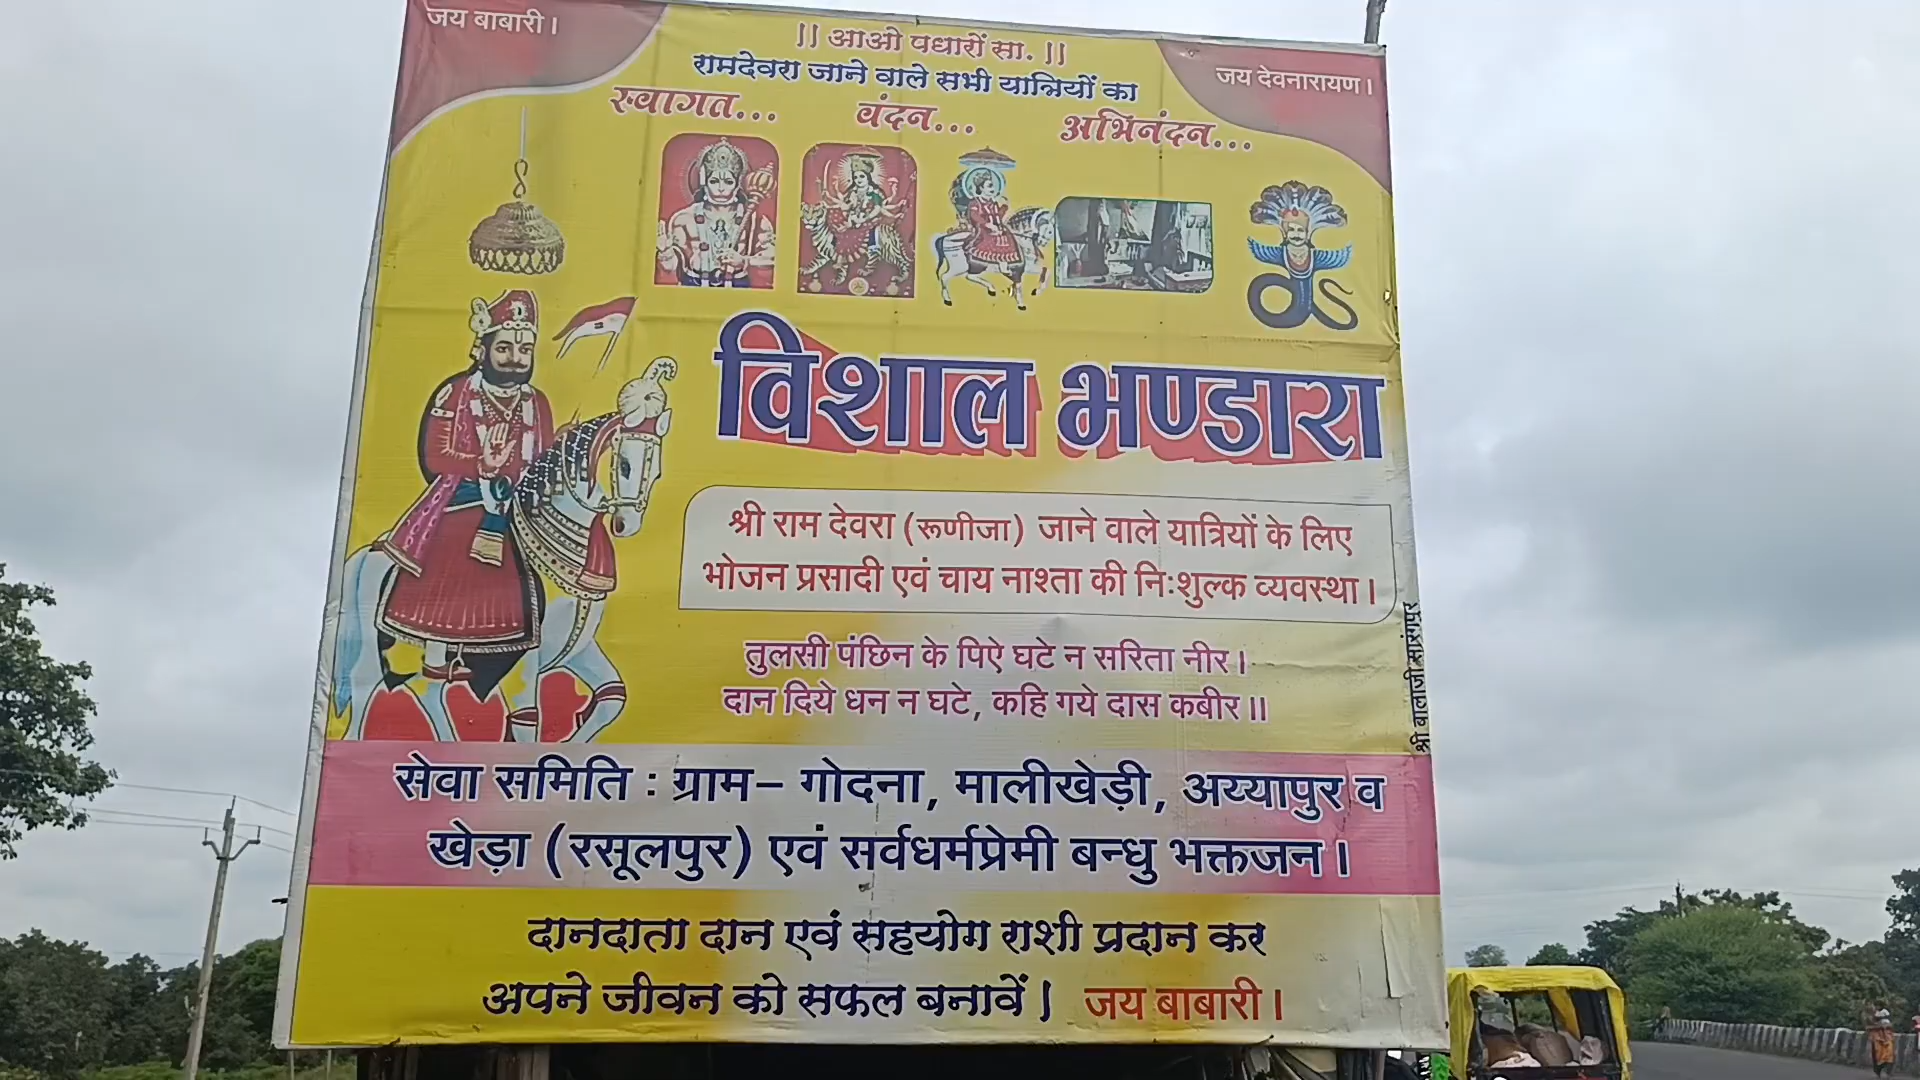 जय बाबारी।
|| आओ पधारों सा. ||
जय देवनारायण।
रामदेवरा जाने वाले सभी यात्रियों का
स्वागत... वंदन... अभिनंदन...
विशाल भण्डारा
श्री राम देवरा (रूणीजा) जाने वाले यात्रियों के लिए
भोजन प्रसादी एवं चाय नाश्ता की निःशुल्क व्यवस्था।
तुलसी पंछिन के पिऐ घटे न सरिता नीर।
दान दिये धन न घटे, कहि गये दास कबीर॥
श्री बालाजी सारंगपुर
सेवा समिति : ग्राम– गोदना, मालीखेड़ी, अय्यापुर व
खेड़ा (रसूलपुर) एवं सर्वधर्मप्रेमी बन्धु भक्तजन।
दानदाता दान एवं सहयोग राशी प्रदान कर
अपने जीवन को सफल बनावें। जय बाबारी।